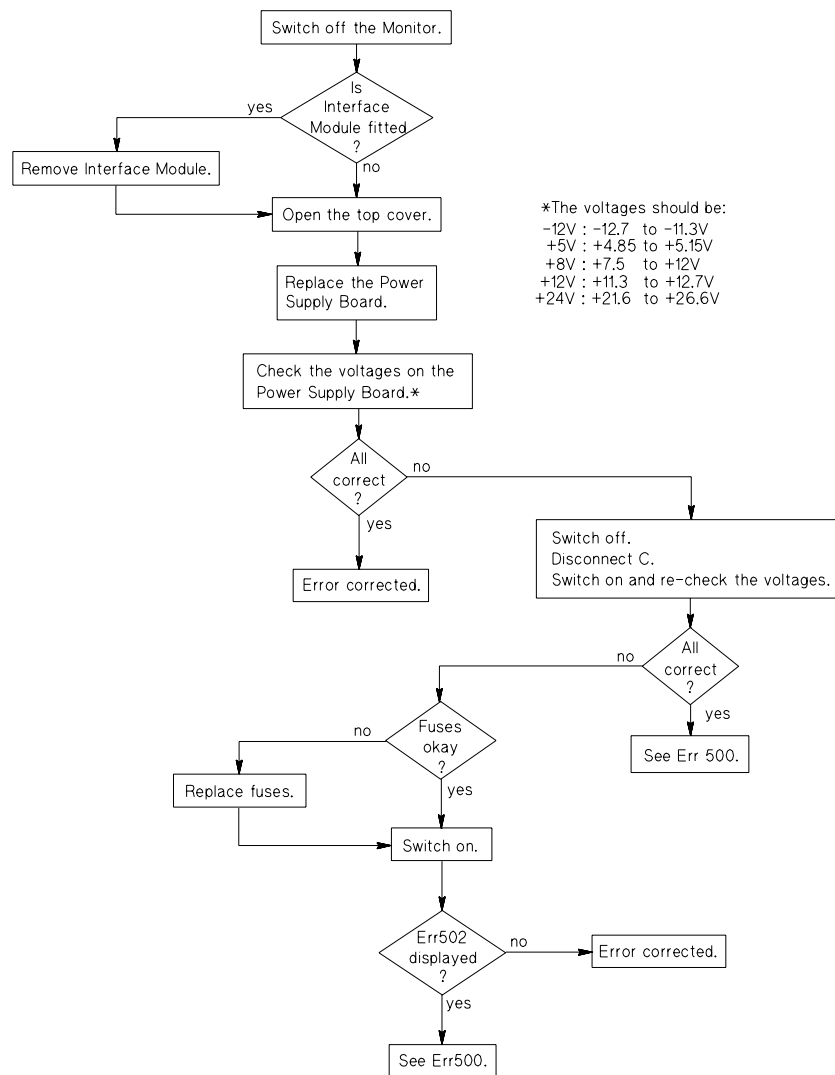 Switch off the Monitor.
Is
Interface
Module fitted
?
yes
no
Remove Interface Module.
Open the top cover.
*The voltages should be:
-12V : -12.7 to -11.3V
+5V : +4.85 to +5.15V
+8V : +7.5 to +12V
+12V : +11.3 to +12.7V
+24V : +21.6 to +26.6V
Replace the Power
Supply Board.
Check the voltages on the
Power Supply Board.*
All
correct
?
no
yes
Error corrected.
Switch off.
Disconnect C.
Switch on and re-check the voltages.
All
correct
?
no
yes
See Err 500.
Fuses
okay
?
no
yes
Replace fuses.
Switch on.
Err502
displayed
?
no
Error corrected.
yes
See Err500.